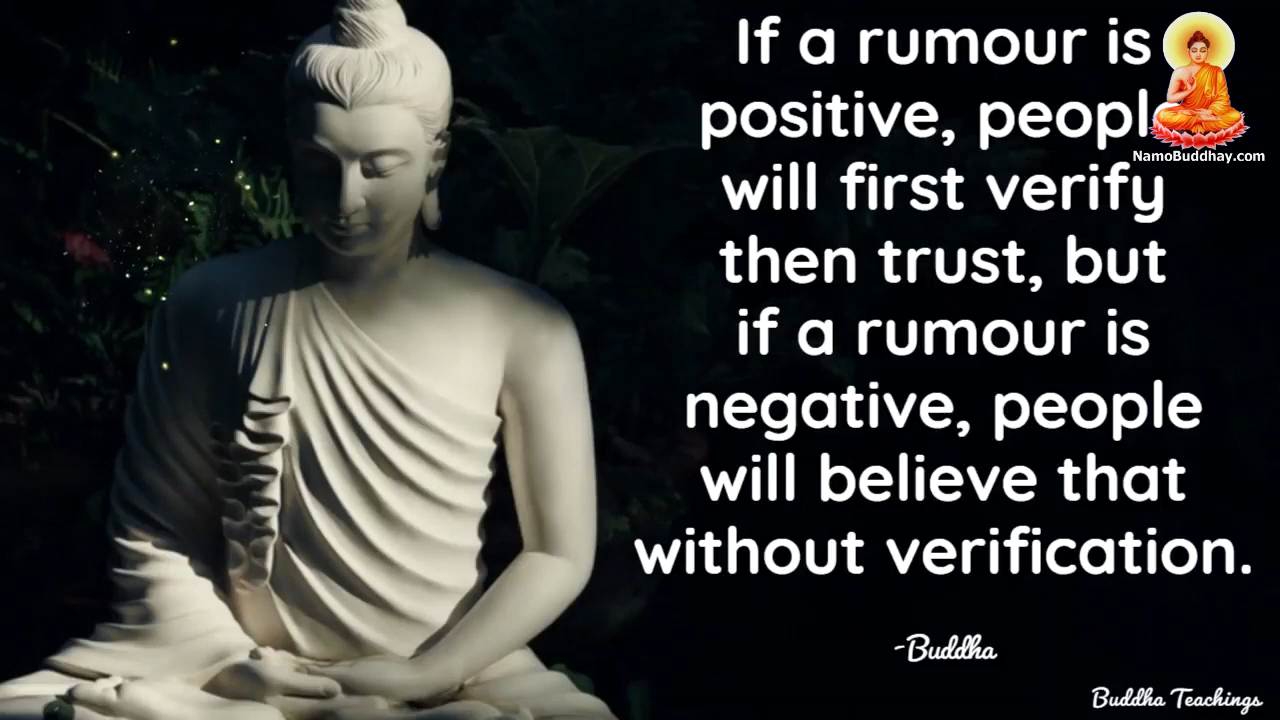 If a rumour is
positive, people
will first verify
then trust, but
if a rumour is
negative, people
will believe that
without verification.
-Buddha
Buddha Teachings
NamoBuddhay.com